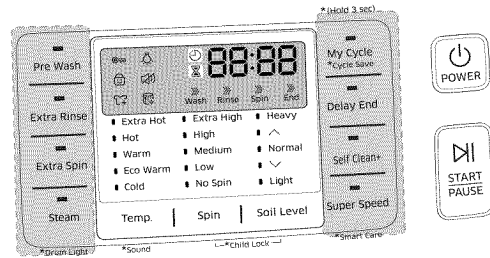 *(Hold 3 sec)
Pre Wash
88:88
My Cycle
*Cycle Save
POWER
Wash Rinse Spin End
Extra Rinse
Extra Hot Extra High Heavy
Delay End
Hot High
Warm Medium Normal
Extra Spin
Eco Warm Low
Self Clean+
START
PAUSE
Cold No Spin Light
Steam
Temp. Spin Soil Level
Super Speed
*Drum Light *Sound *Child Lock *Smart Care